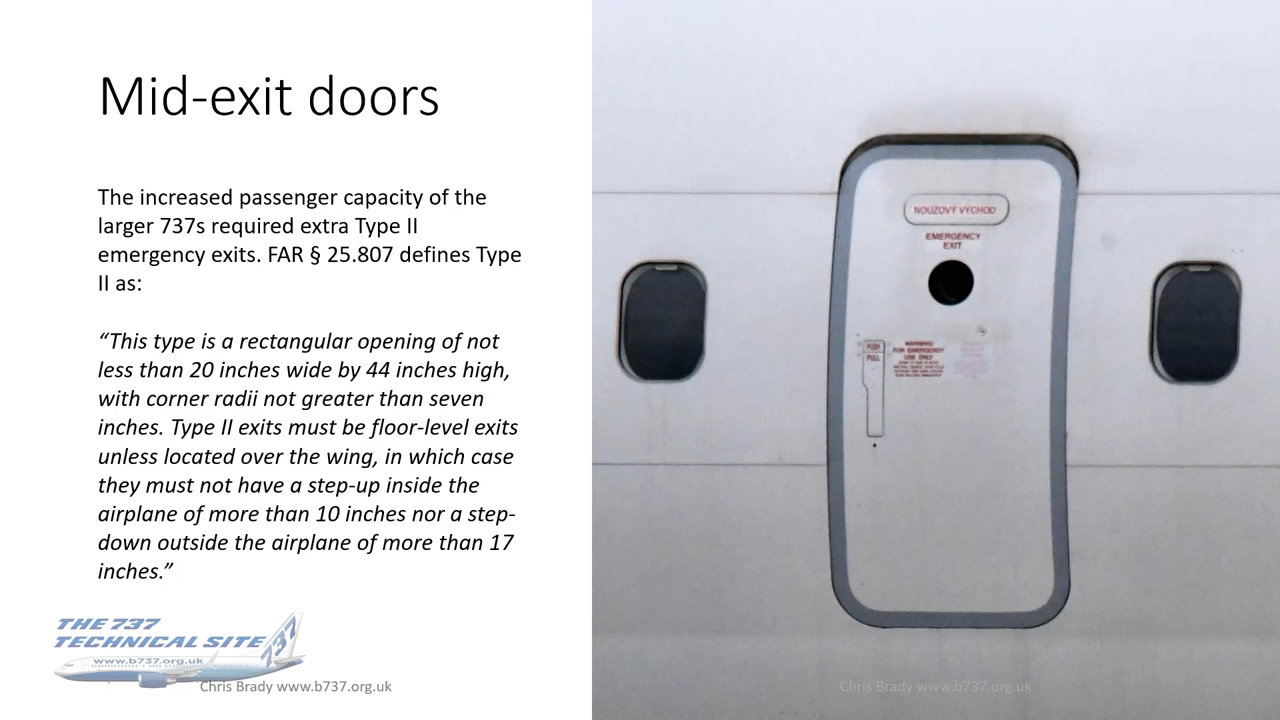 Mid-exit doors
The increased passenger capacity of the
larger 737s required extra Type II
emergency exits. FAR § 25.807 defines Type
II as:
“This type is a rectangular opening of not
less than 20 inches wide by 44 inches high,
with corner radii not greater than seven
inches. Type II exits must be floor-level exits
unless located over the wing, in which case
they must not have a step-up inside the
airplane of more than 10 inches nor a step-
down outside the airplane of more than 17
inches.”
THE 737
TECHNICAL SITE
737
www.b737.org.uk
Chris Brady www.b737.org.uk
NOUZOVÝ VÝCHOD
EMERGENCY
EXIT
PUSH
PULL
WARNING
FOR EMERGENCY
USE ONLY
Chris Brady www.b737.org.uk